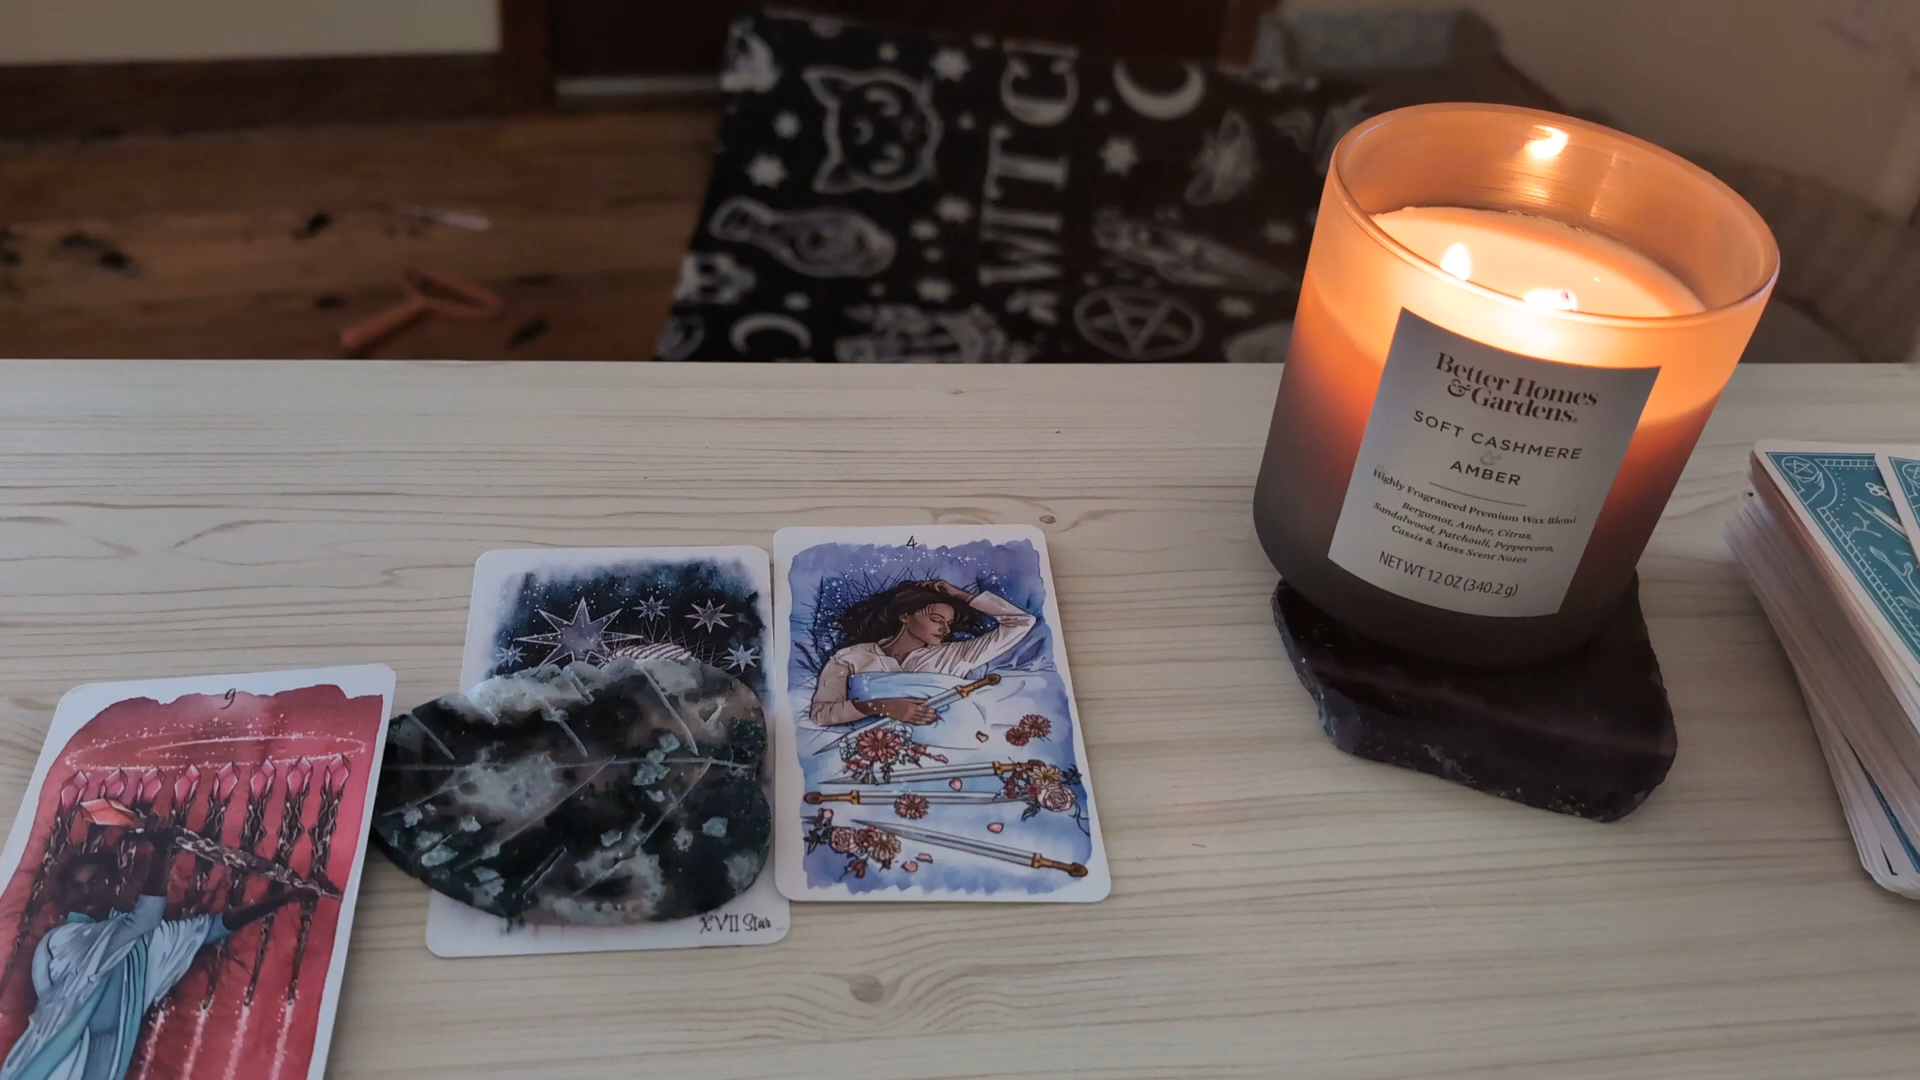 WITCH
Better Homes
& Gardens
SOFT CASHMERE
&
AMBER
Highly Fragranced Premium Wax Blend
Bergamot, Amber, Citrus,
Sandalwood, Patchouli, Peppercorn,
Cassis & Moss Scent Notes
NET WT 12 OZ (340.2 g)
4
9
XVII Star